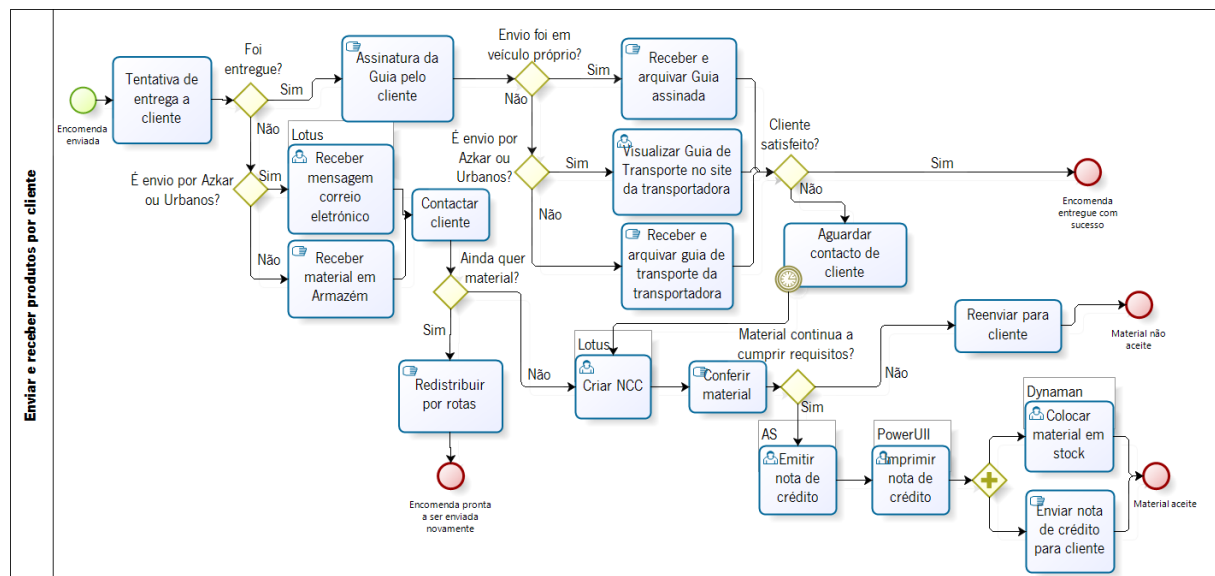 Enviar e receber produtos por cliente
Encomenda
enviada
Tentativa de
entrega a
cliente
Foi
entregue?
Sim
Não
Assinatura da
Guia pelo
cliente
Envio foi em
veículo próprio?
Sim
Não
Receber e
arquivar Guia
assinada
É envio por Azkar
ou Urbanos?
Sim
Não
Lotus
Receber
mensagem
correio
eletrónico
Receber
material em
Armazém
Contactar
cliente
É envio por
Azkar ou
Urbanos?
Sim
Não
Visualizar Guia de
Transporte no site
da transportadora
Receber e
arquivar guia de
transporte da
transportadora
Cliente
satisfeito?
Sim
Não
Encomenda
entregue com
sucesso
Aguardar
contacto de
cliente
Ainda quer
material?
Sim
Não
Redistribuir
por rotas
Encomenda pronta
a ser enviada
novamente
Lotus
Criar NCC
Conferir
material
Material continua a
cumprir requisitos?
Não
Sim
Reenviar para
cliente
Material não
aceite
AS
Emitir
nota de
crédito
PowerUII
Imprimir
nota de
crédito
Dynaman
Colocar
material em
stock
Enviar nota
de crédito
para cliente
Material aceite